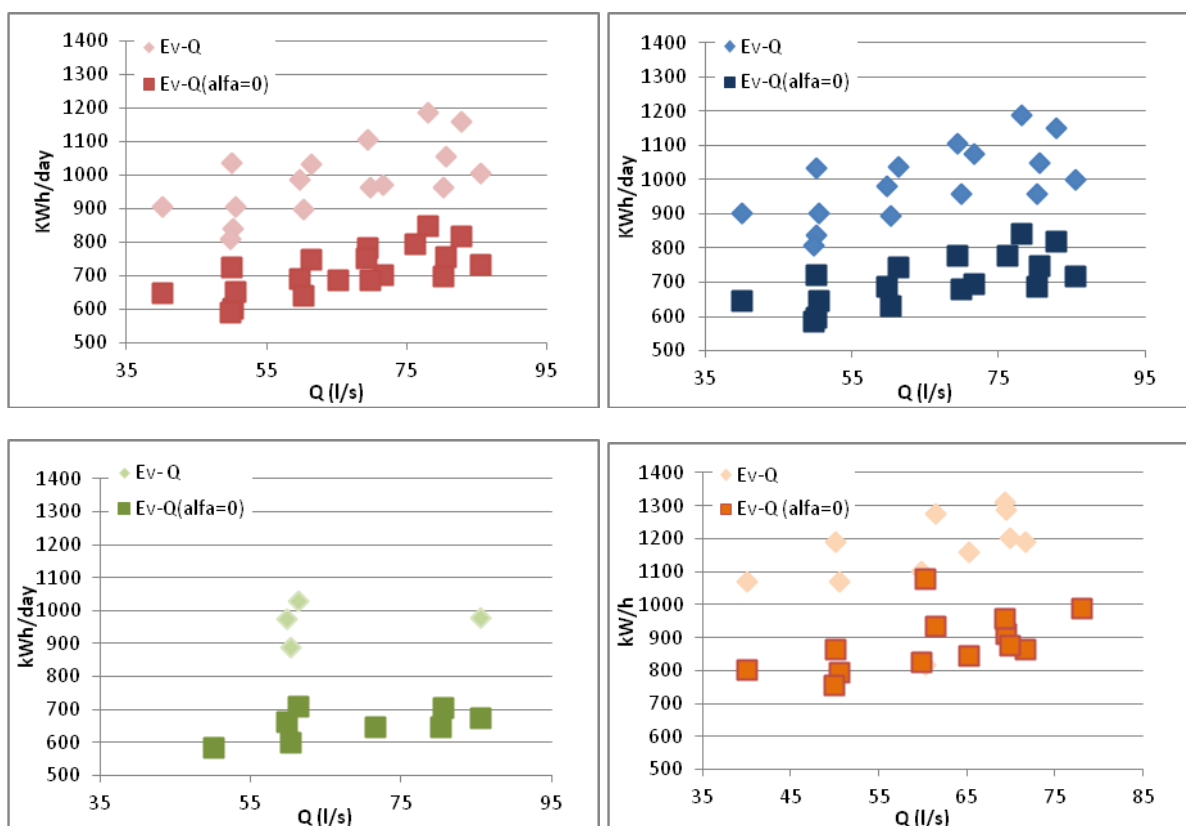 1400
1300
1200
1100
1000
900
800
700
600
500
KWh/day
Ev-Q
Ev-Q(alfa=0)
35 55 75 95
Q (l/s)
1400
1300
1200
1100
1000
900
800
700
600
500
KWh/day
Ev-Q
Ev-Q(alfa=0)
35 55 75 95
Q (l/s)
1400
1300
1200
1100
1000
900
800
700
600
500
kWh/day
Ev- Q
Ev-Q(alfa=0)
35 55 75 95
Q (l/s)
1400
1300
1200
1100
1000
900
800
700
600
500
kW/h
Ev-Q
Ev-Q (alfa=0)
35 45 55 65 75 85
Q (l/s)